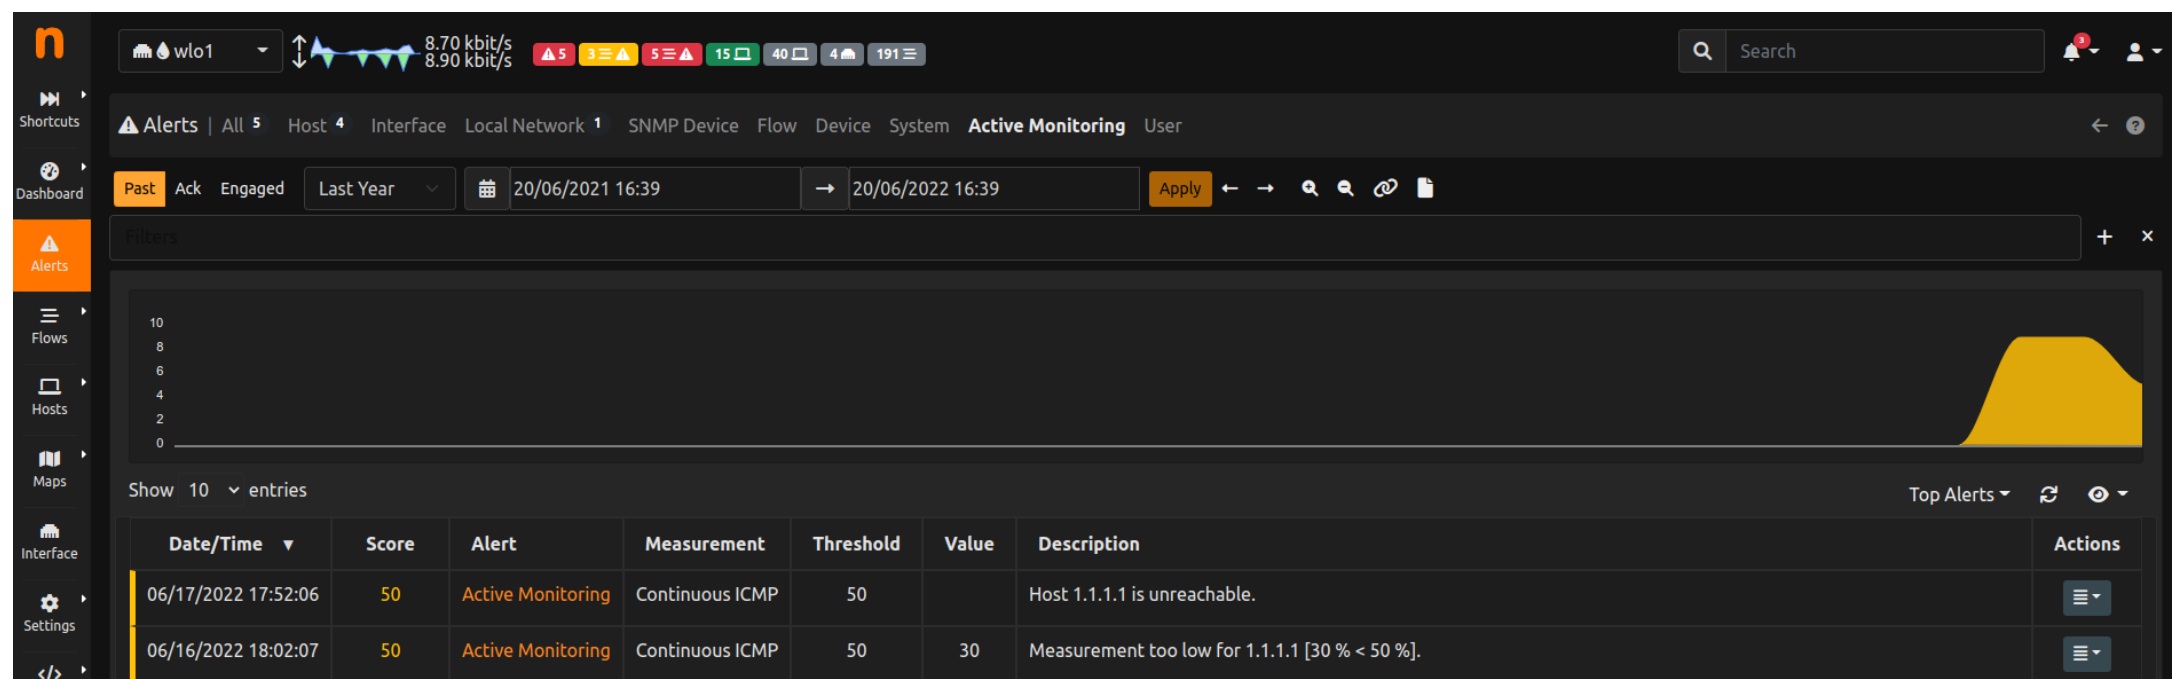 n
wlo1
8.70 kbit/s
8.90 kbit/s
5
3
5
15
40
4
191
Search
3
Shortcuts
Dashboard
Alerts
Flows
Hosts
Maps
Interface
Settings
</>
Alerts | All 5 Host 4 Interface Local Network 1 SNMP Device Flow Device System Active Monitoring User
Past Ack Engaged Last Year 20/06/2021 16:39 → 20/06/2022 16:39 Apply ← →
Filters + ×
10
8
6
4
2
0
Show 10 entries
Top Alerts
Date/Time ▼ Score Alert Measurement Threshold Value Description Actions
06/17/2022 17:52:06 50 Active Monitoring Continuous ICMP 50 Host 1.1.1.1 is unreachable.
06/16/2022 18:02:07 50 Active Monitoring Continuous ICMP 50 30 Measurement too low for 1.1.1.1 [30 % < 50 %].